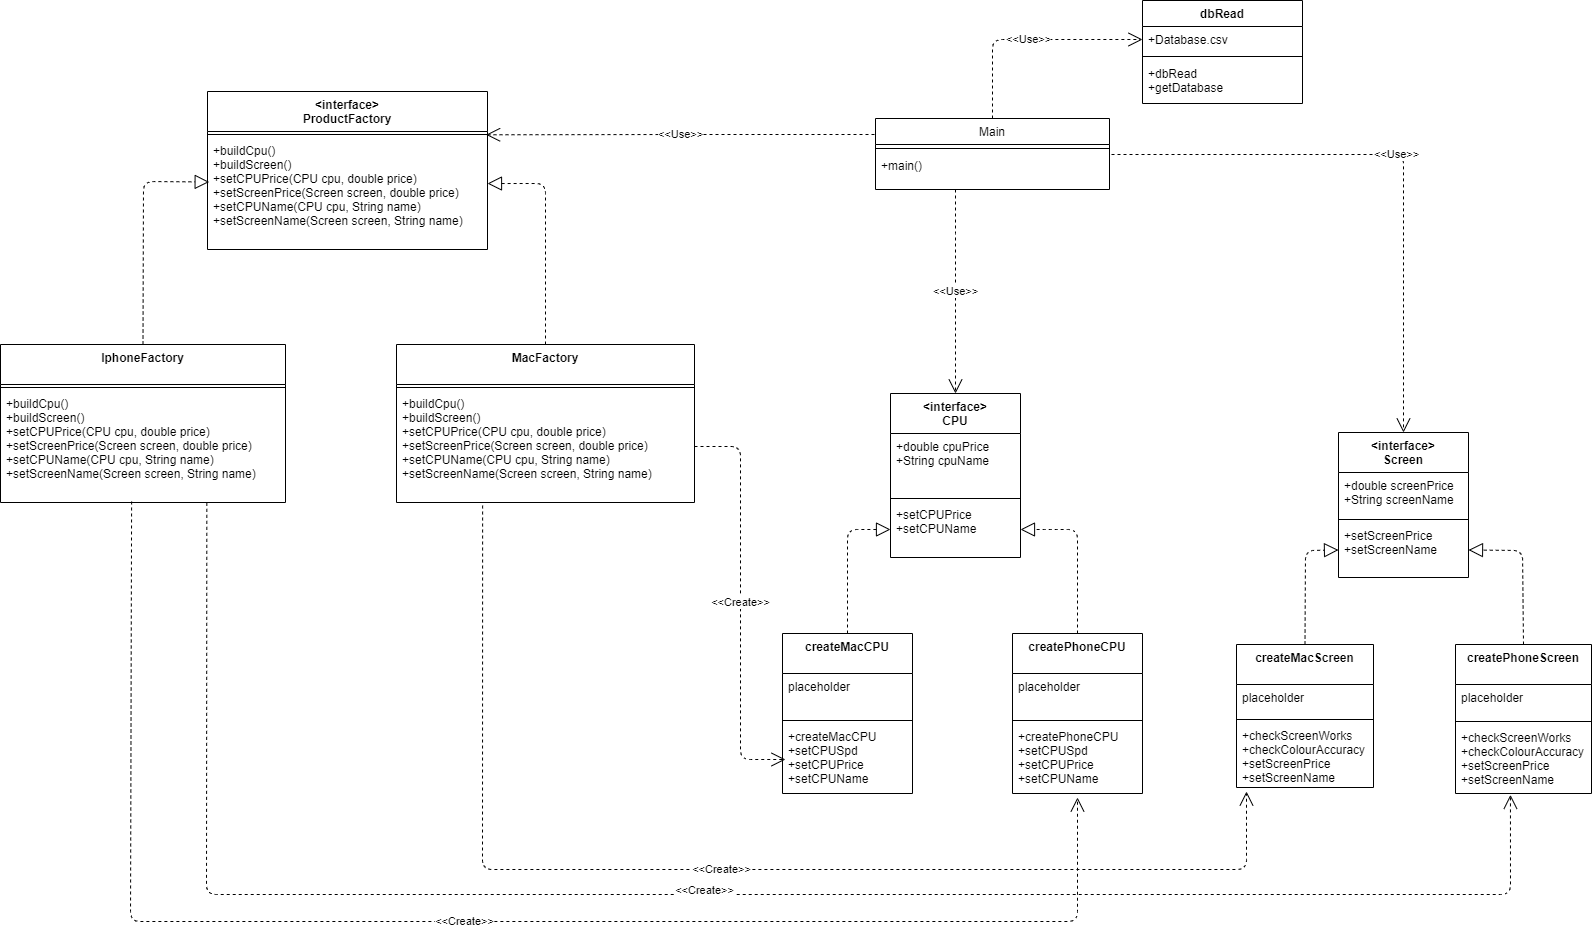 dbRead
+Database.csv
+dbRead
+getDatabase
<<Use>>
<interface>
ProductFactory
+buildCpu()
+buildScreen()
+setCPUPrice(CPU cpu, double price)
+setScreenPrice(Screen screen, double price)
+setCPUName(CPU cpu, String name)
+setScreenName(Screen screen, String name)
<<Use>>
Main
+main()
<<Use>>
<<Use>>
IphoneFactory
+buildCpu()
+buildScreen()
+setCPUPrice(CPU cpu, double price)
+setScreenPrice(Screen screen, double price)
+setCPUName(CPU cpu, String name)
+setScreenName(Screen screen, String name)
MacFactory
+buildCpu()
+buildScreen()
+setCPUPrice(CPU cpu, double price)
+setScreenPrice(Screen screen, double price)
+setCPUName(CPU cpu, String name)
+setScreenName(Screen screen, String name)
<interface>
CPU
+double cpuPrice
+String cpuName
+setCPUPrice
+setCPUName
<interface>
Screen
+double screenPrice
+String screenName
+setScreenPrice
+setScreenName
<<Create>>
createMacCPU
placeholder
+createMacCPU
+setCPUSpd
+setCPUPrice
+setCPUName
createPhoneCPU
placeholder
+createPhoneCPU
+setCPUSpd
+setCPUPrice
+setCPUName
createMacScreen
placeholder
+checkScreenWorks
+checkColourAccuracy
+setScreenPrice
+setScreenName
createPhoneScreen
placeholder
+checkScreenWorks
+checkColourAccuracy
+setScreenPrice
+setScreenName
<<Create>>
<<Create>>
<<Create>>